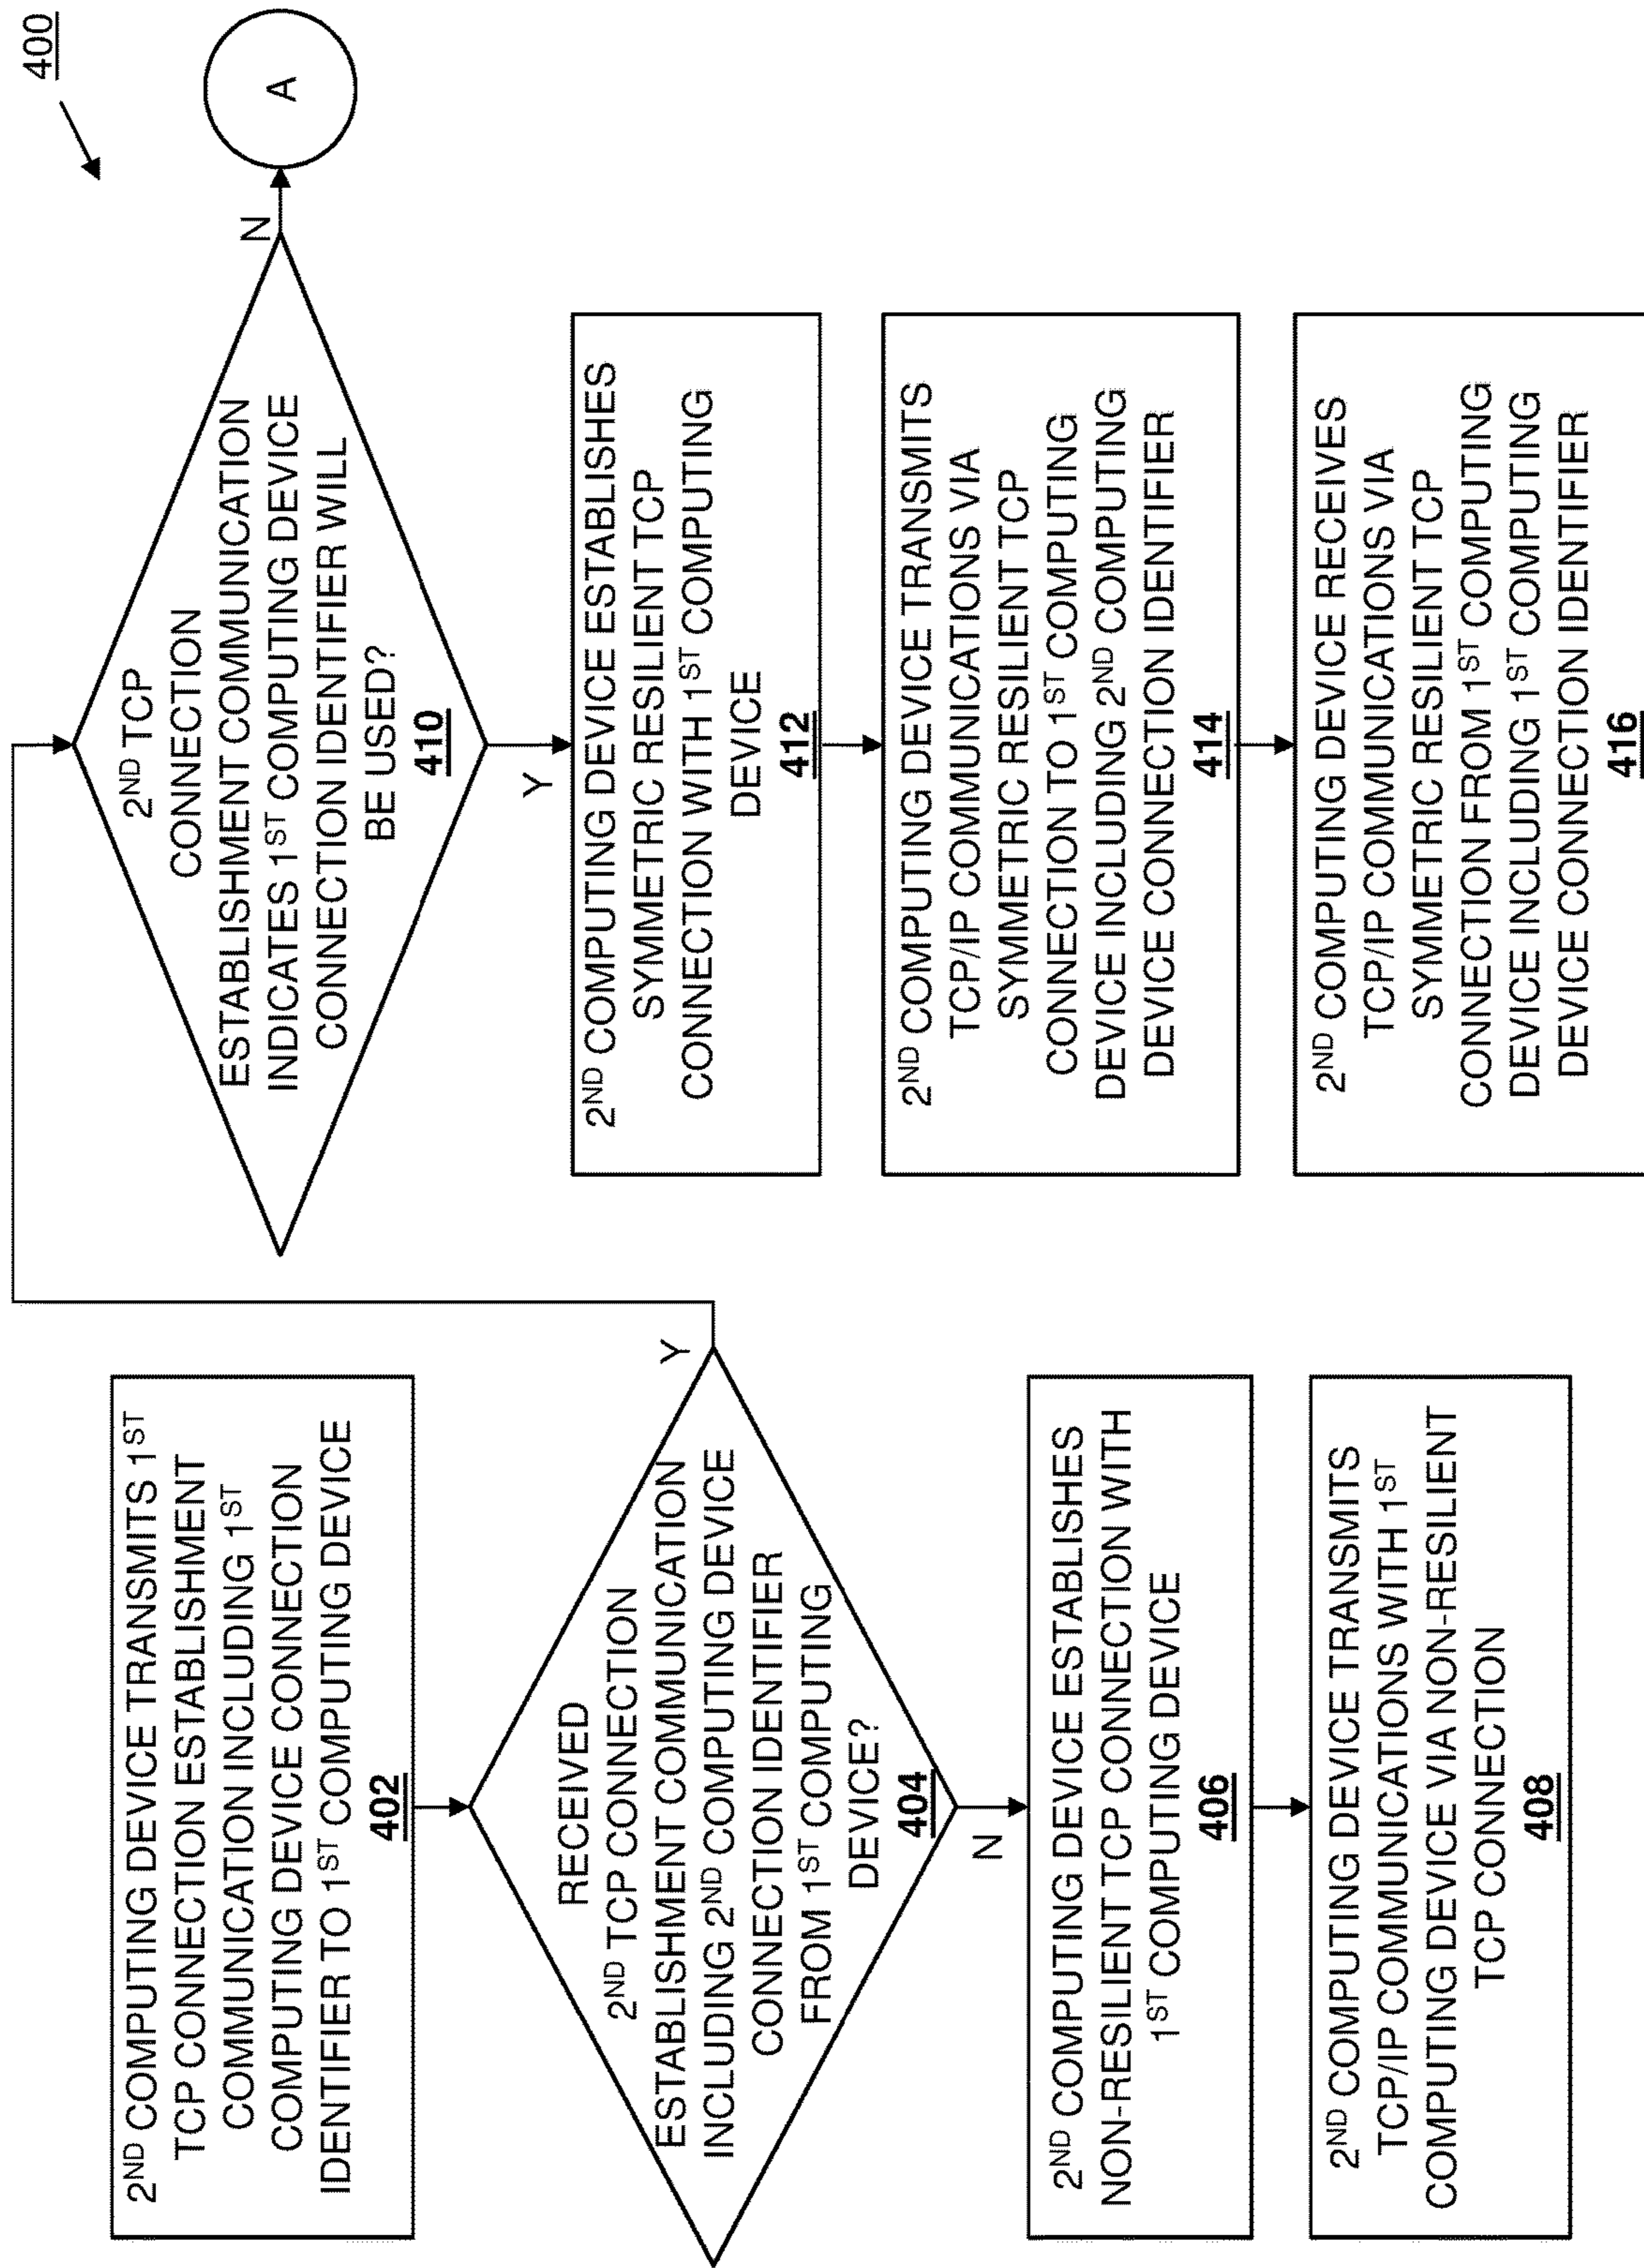 400
2ND COMPUTING DEVICE TRANSMITS 1ST
TCP CONNECTION ESTABLISHMENT
COMMUNICATION INCLUDING 1ST
COMPUTING DEVICE CONNECTION
IDENTIFIER TO 1ST COMPUTING DEVICE
402
RECEIVED
2ND TCP CONNECTION
ESTABLISHMENT COMMUNICATION
INCLUDING 2ND COMPUTING DEVICE
CONNECTION IDENTIFIER
FROM 1ST COMPUTING
DEVICE?
404
Y
N
2ND COMPUTING DEVICE ESTABLISHES
NON-RESILIENT TCP CONNECTION WITH
1ST COMPUTING DEVICE
406
2ND COMPUTING DEVICE TRANSMITS
TCP/IP COMMUNICATIONS WITH 1ST
COMPUTING DEVICE VIA NON-RESILIENT
TCP CONNECTION
408
2ND TCP
CONNECTION
ESTABLISHMENT COMMUNICATION
INDICATES 1ST COMPUTING DEVICE
CONNECTION IDENTIFIER WILL
BE USED?
410
N
A
Y
2ND COMPUTING DEVICE ESTABLISHES
SYMMETRIC RESILIENT TCP
CONNECTION WITH 1ST COMPUTING
DEVICE
412
2ND COMPUTING DEVICE TRANSMITS
TCP/IP COMMUNICATIONS VIA
SYMMETRIC RESILIENT TCP
CONNECTION TO 1ST COMPUTING
DEVICE INCLUDING 2ND COMPUTING
DEVICE CONNECTION IDENTIFIER
414
2ND COMPUTING DEVICE RECEIVES
TCP/IP COMMUNICATIONS VIA
SYMMETRIC RESILIENT TCP
CONNECTION FROM 1ST COMPUTING
DEVICE INCLUDING 1ST COMPUTING
DEVICE CONNECTION IDENTIFIER
416